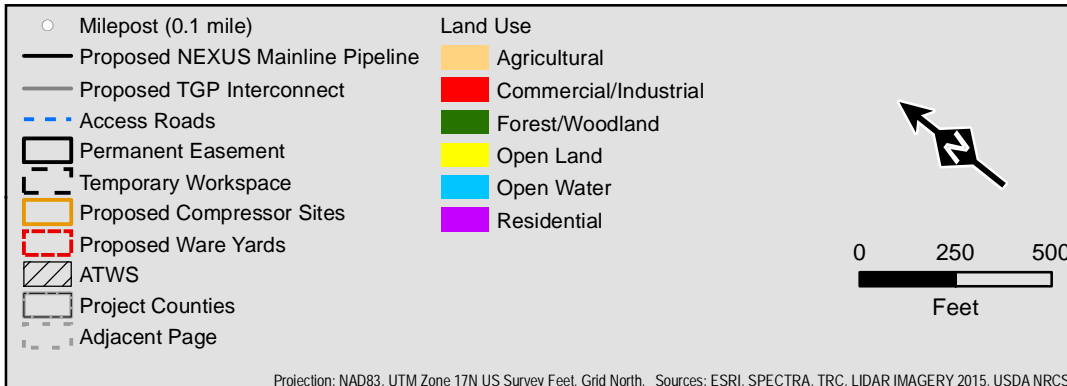 Milepost (0.1 mile)
Proposed NEXUS Mainline Pipeline
Proposed TGP Interconnect
Access Roads
Permanent Easement
Temporary Workspace
Proposed Compressor Sites
Proposed Ware Yards
ATWS
Project Counties
Adjacent Page
Land Use
Agricultural
Commercial/Industrial
Forest/Woodland
Open Land
Open Water
Residential
N
0 250 500
Feet
Projection: NAD83, UTM Zone 17N US Survey Feet, Grid North. Sources: ESRI, SPECTRA, TRC, LIDAR IMAGERY 2015, USDA NRCS